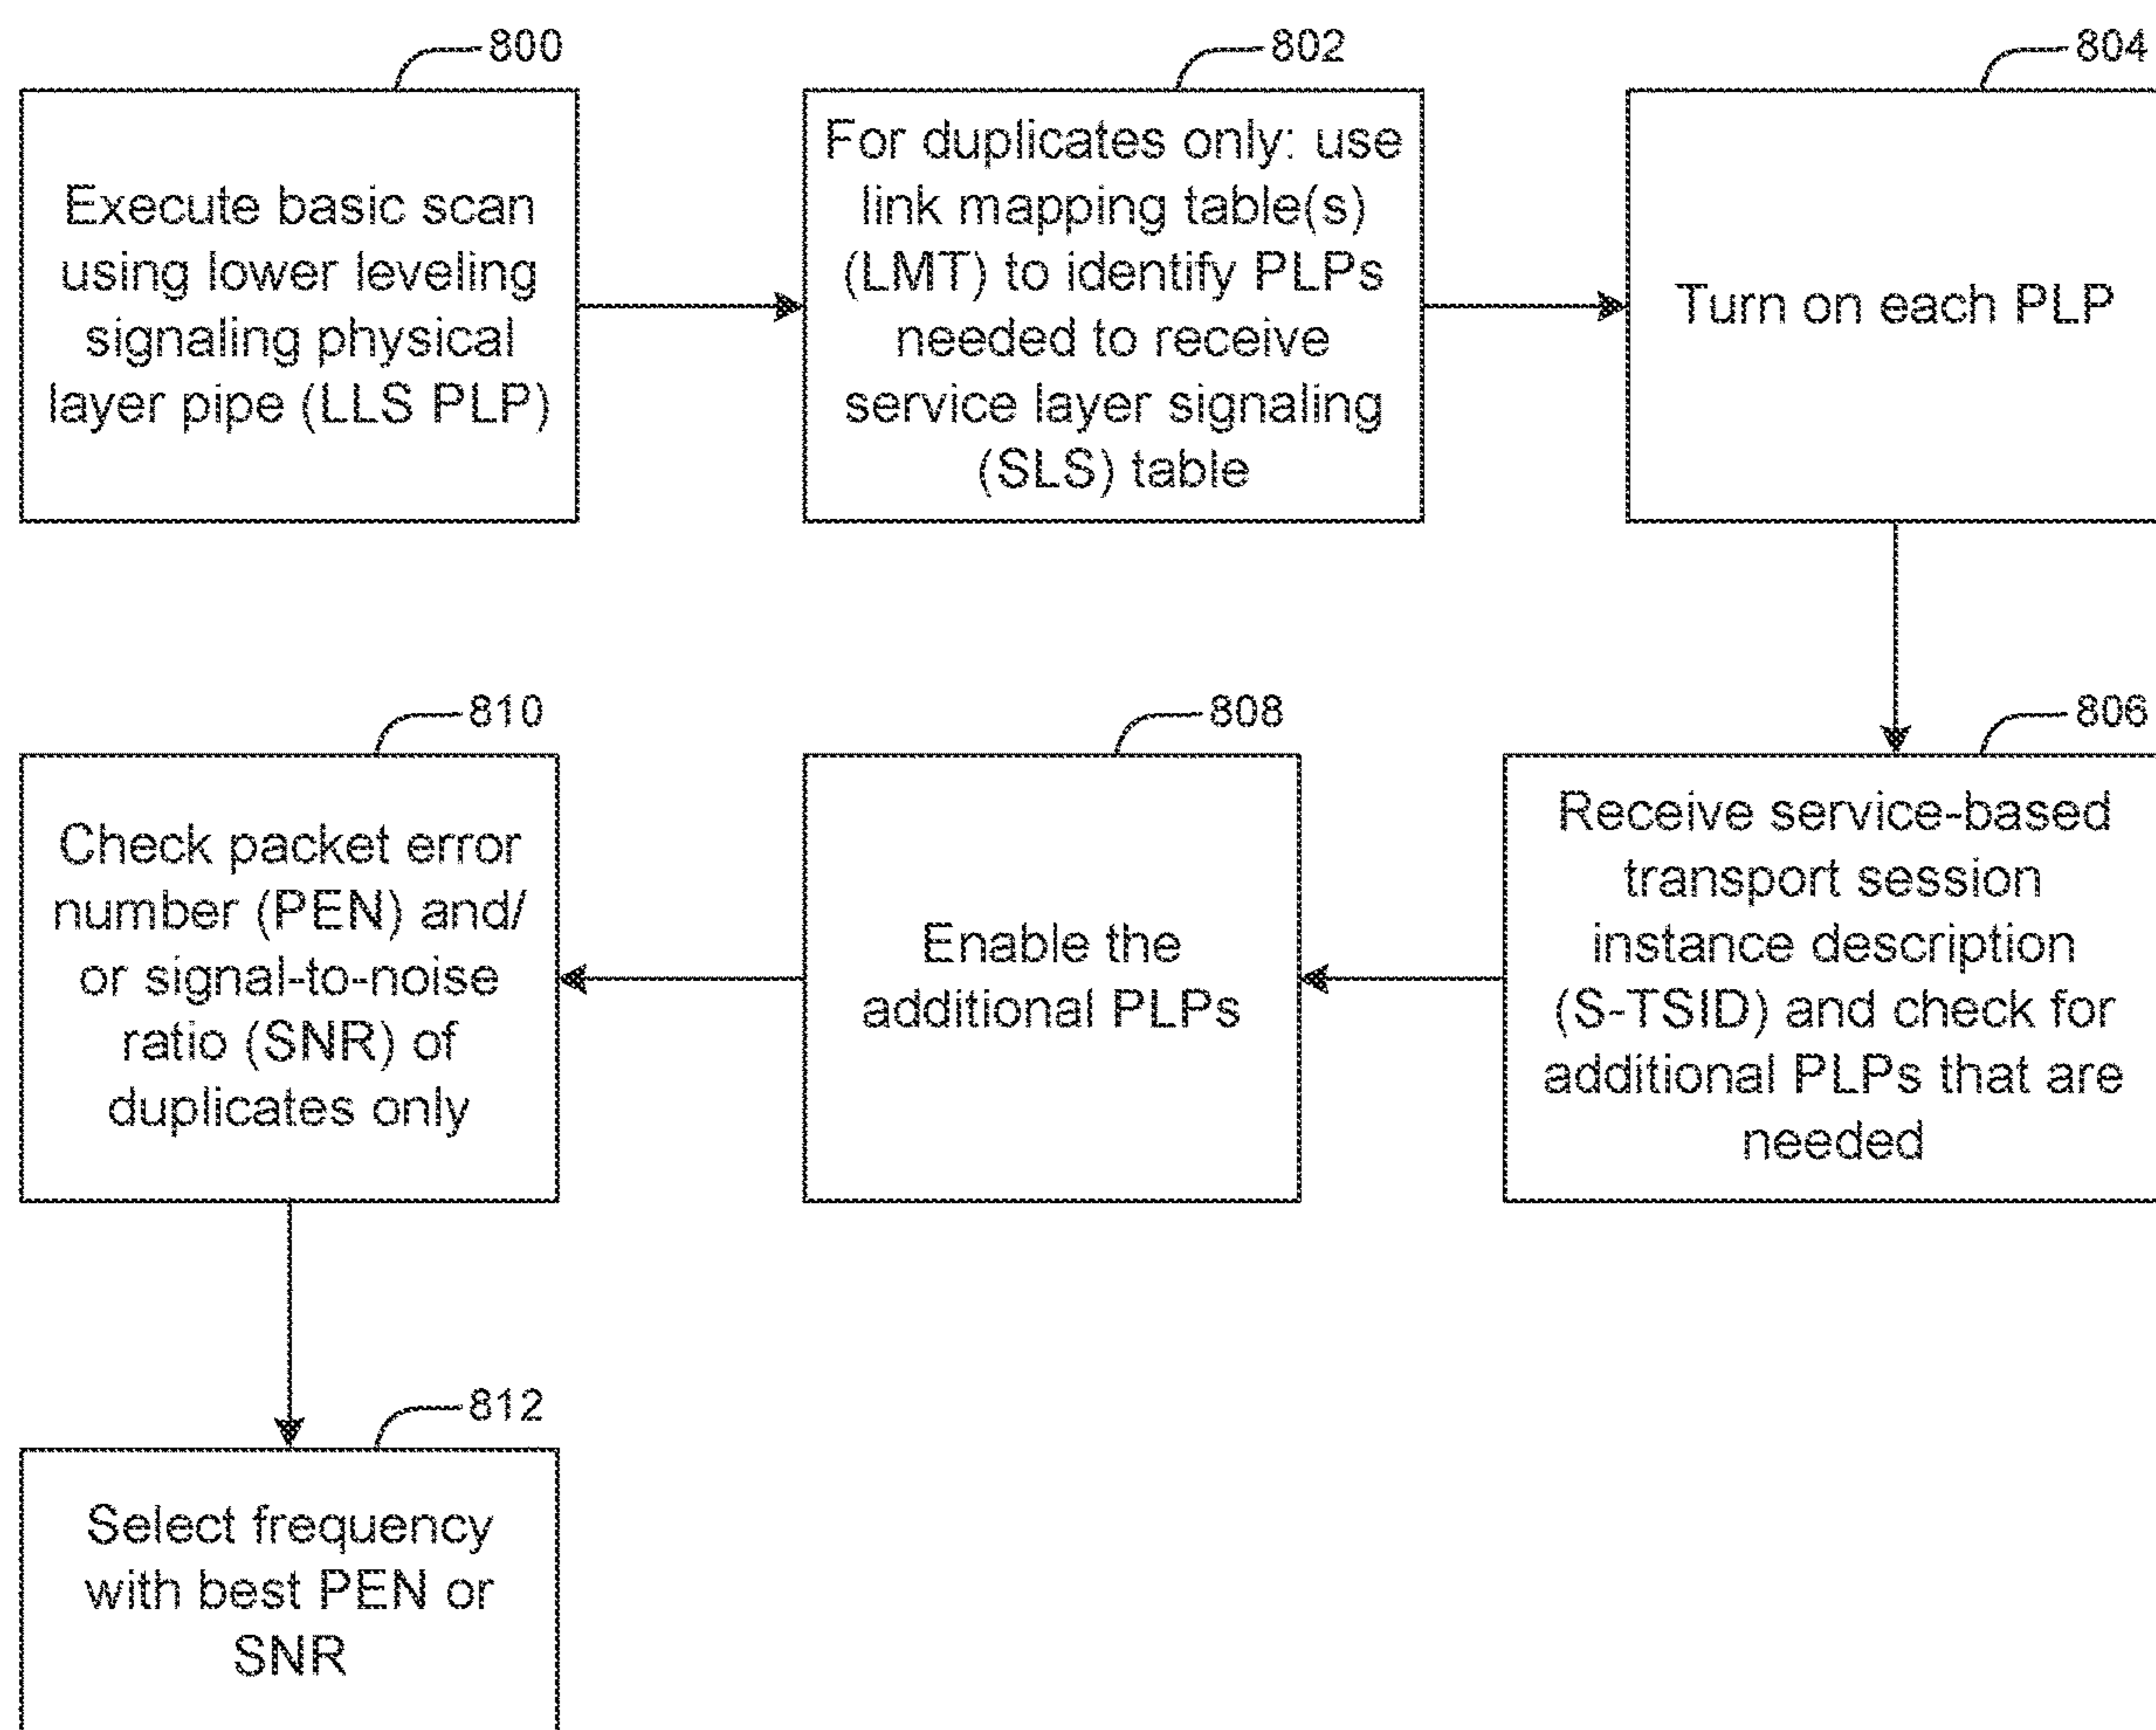 800
Execute basic scan
using lower leveling
signaling physical
layer pipe (LLS PLP)
802
For duplicates only: use
link mapping table(s)
(LMT) to identify PLPs
needed to receive
service layer signaling
(SLS) table
804
Turn on each PLP
806
Receive service-based
transport session
instance description
(S-TSID) and check for
additional PLPs that are
needed
808
Enable the
additional PLPs
810
Check packet error
number (PEN) and/
or signal-to-noise
ratio (SNR) of
duplicates only
812
Select frequency
with best PEN or
SNR